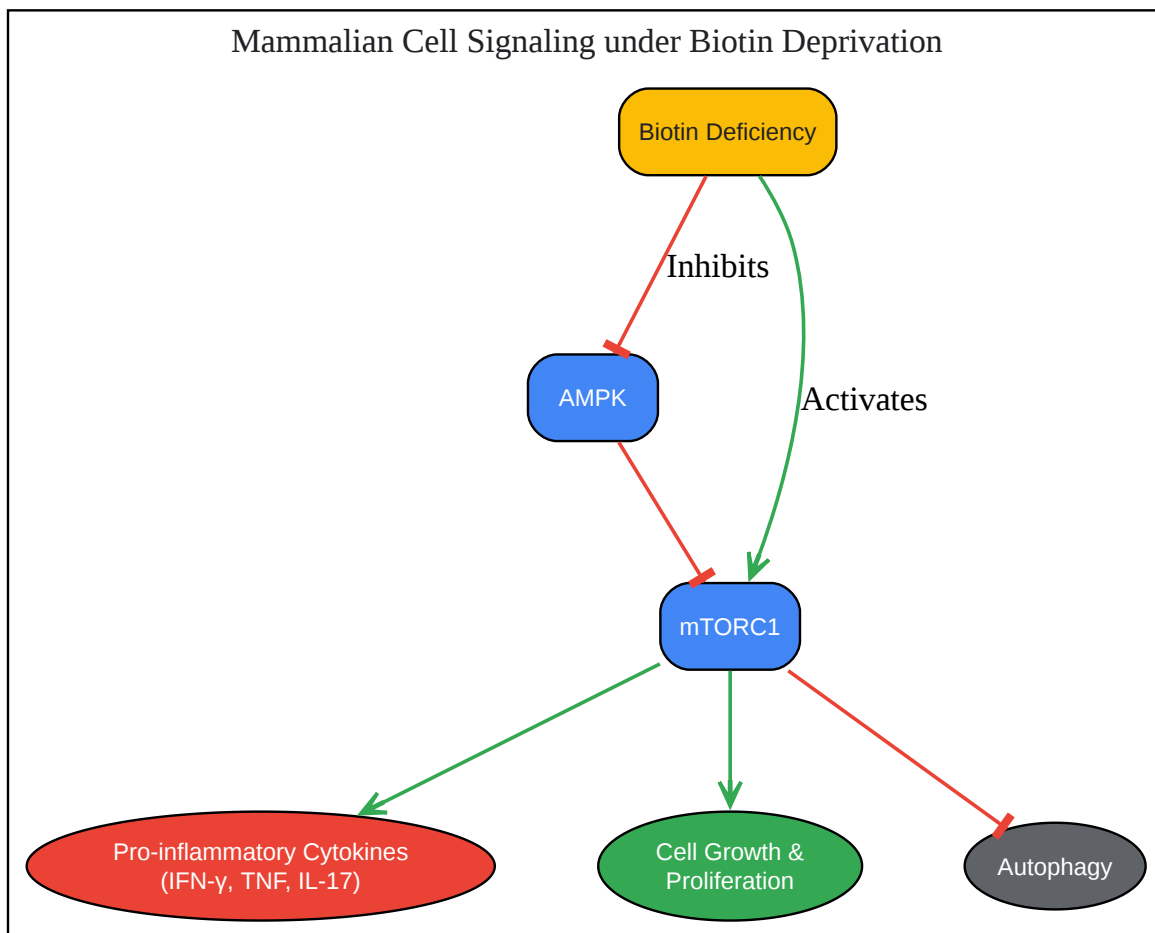 Mammalian Cell Signaling under Biotin Deprivation
Biotin Deficiency
Inhibits
AMPK
Activates
mTORC1
Pro-inflammatory Cytokines
(IFN-γ, TNF, IL-17)
Cell Growth &
Proliferation
Autophagy